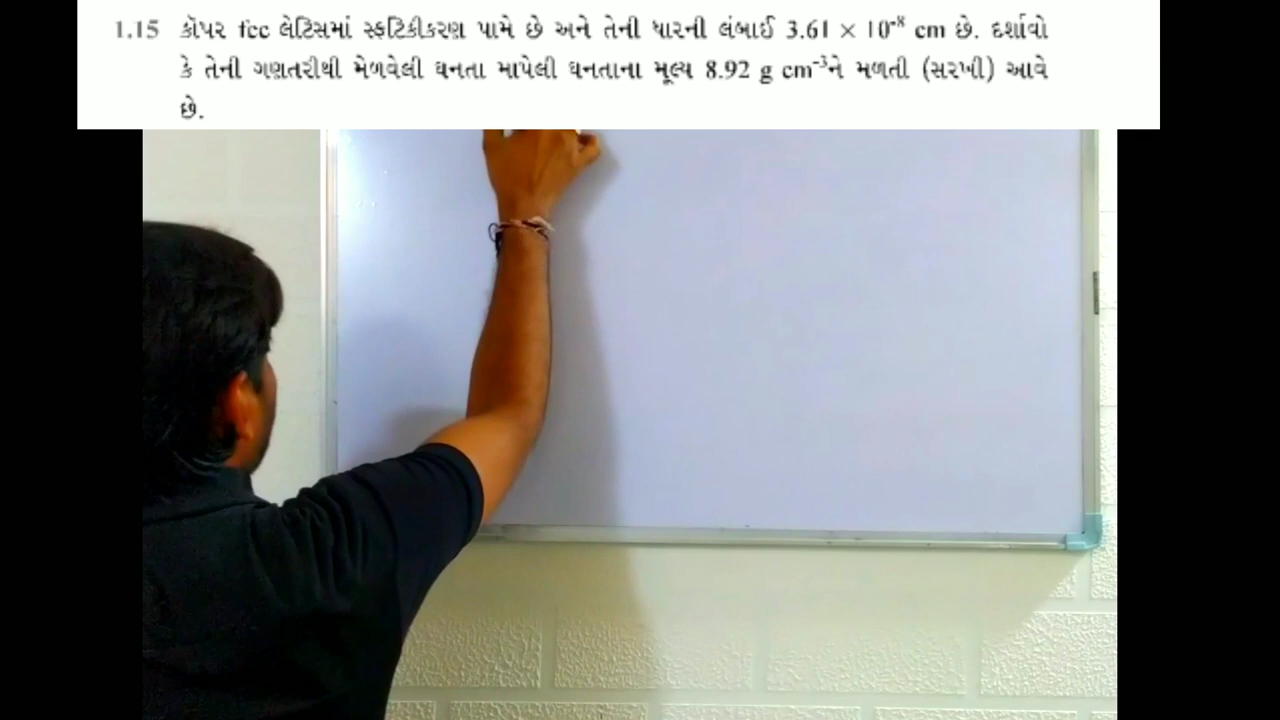 1.15 કૉપર fcc લેટિસમાં સ્ફટિકીકરણ પામે છે અને તેની ધારની લંબાઈ 3.61 × 10⁻⁸ cm છે. દર્શાવો
કે તેની ગણતરીથી મેળવેલી ઘનતા માપેલી ઘનતાના મૂલ્ય 8.92 g cm⁻³ને મળતી (સરખી) આવે
છે.